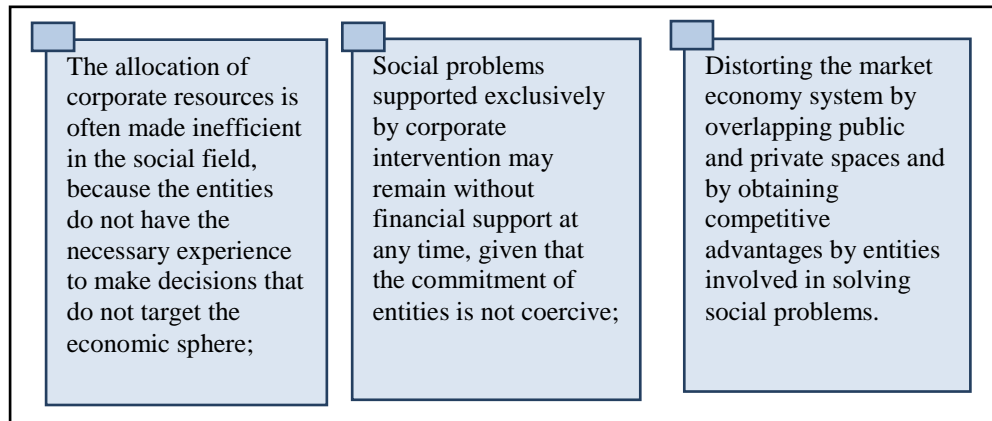 The allocation of
corporate resources is
often made inefficient
in the social field,
because the entities
do not have the
necessary experience
to make decisions that
do not target the
economic sphere;
Social problems
supported exclusively
by corporate
intervention may
remain without
financial support at
any time, given that
the commitment of
entities is not coercive;
Distorting the market
economy system by
overlapping public
and private spaces and
by obtaining
competitive
advantages by entities
involved in solving
social problems.